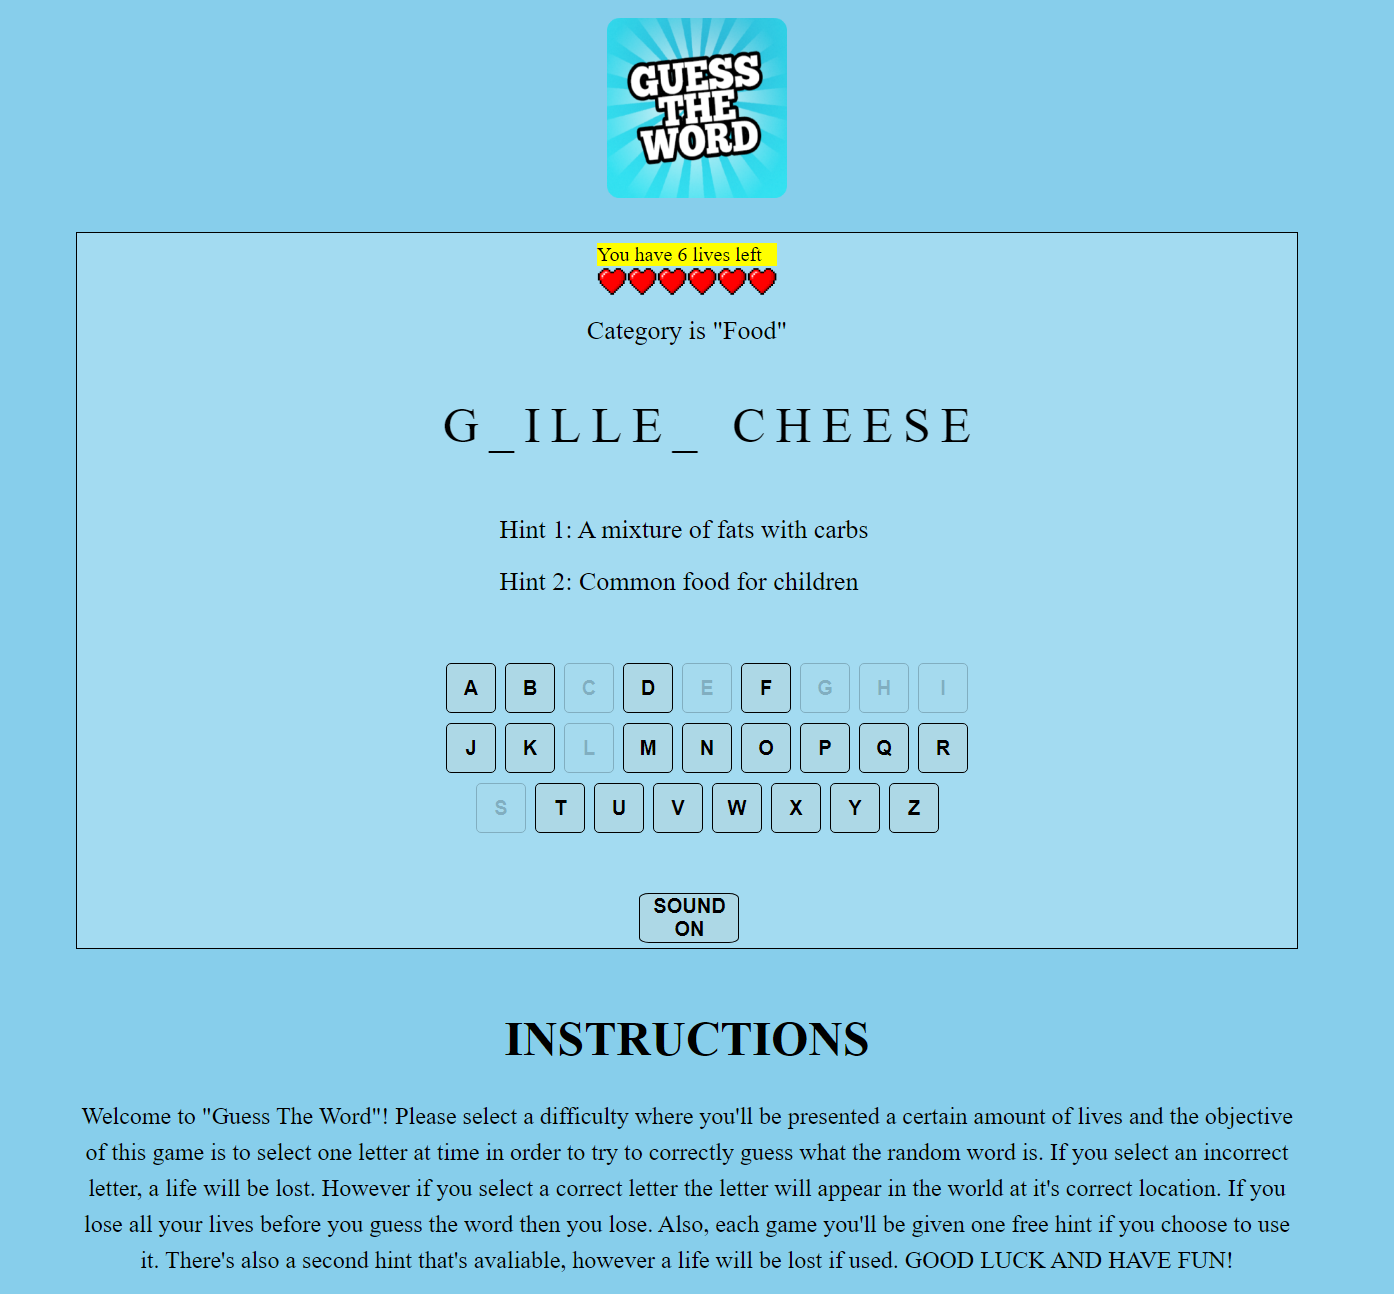 GUESS
THE
WORD
You have 6 lives left
Category is "Food"
G _ I L L E _ C H E E S E
Hint 1: A mixture of fats with carbs
Hint 2: Common food for children
A B C D E F G H I
J K L M N O P Q R
S T U V W X Y Z
SOUND
ON
INSTRUCTIONS
Welcome to "Guess The Word"! Please select a difficulty where you'll be presented a certain amount of lives and the objective
of this game is to select one letter at time in order to try to correctly guess what the random word is. If you select an incorrect
letter, a life will be lost. However if you select a correct letter the letter will appear in the world at it's correct location. If you
lose all your lives before you guess the word then you lose. Also, each game you'll be given one free hint if you choose to use
it. There's also a second hint that's avaliable, however a life will be lost if used. GOOD LUCK AND HAVE FUN!